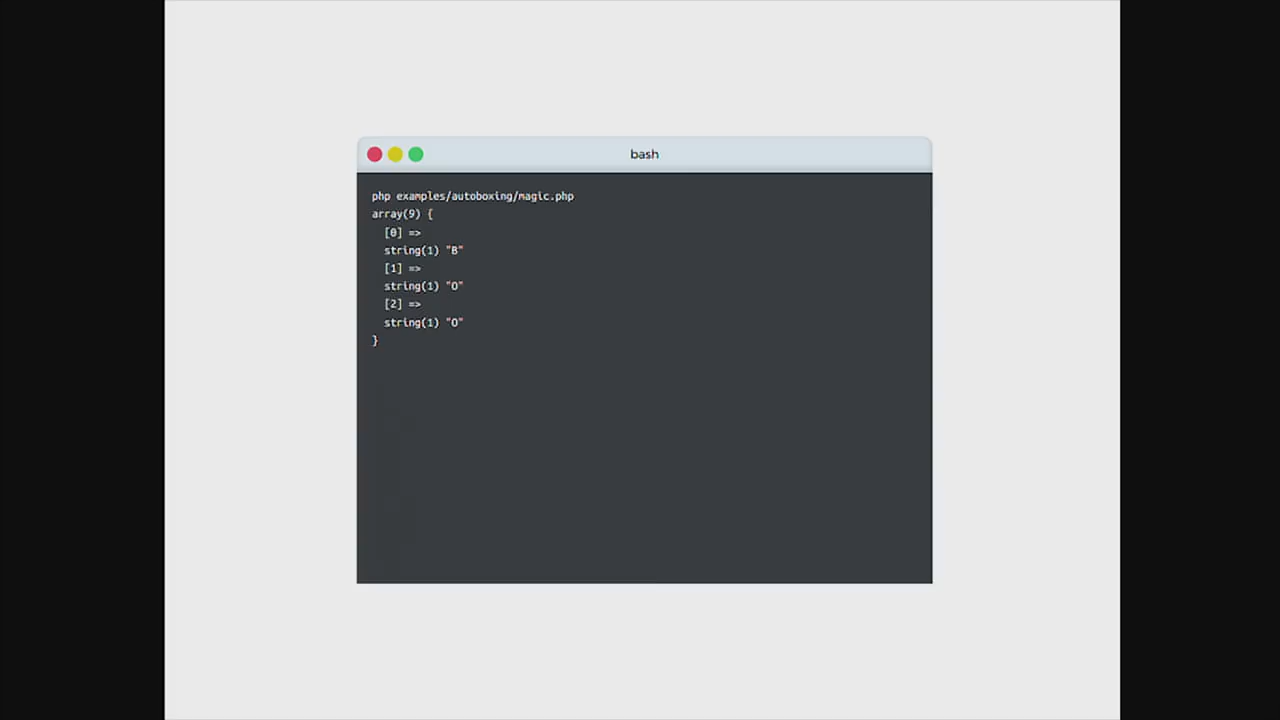 bash
php examples/autoboxing/magic.php
array(9) {
[0] =>
string(1) "B"
[1] =>
string(1) "O"
[2] =>
string(1) "O"
}